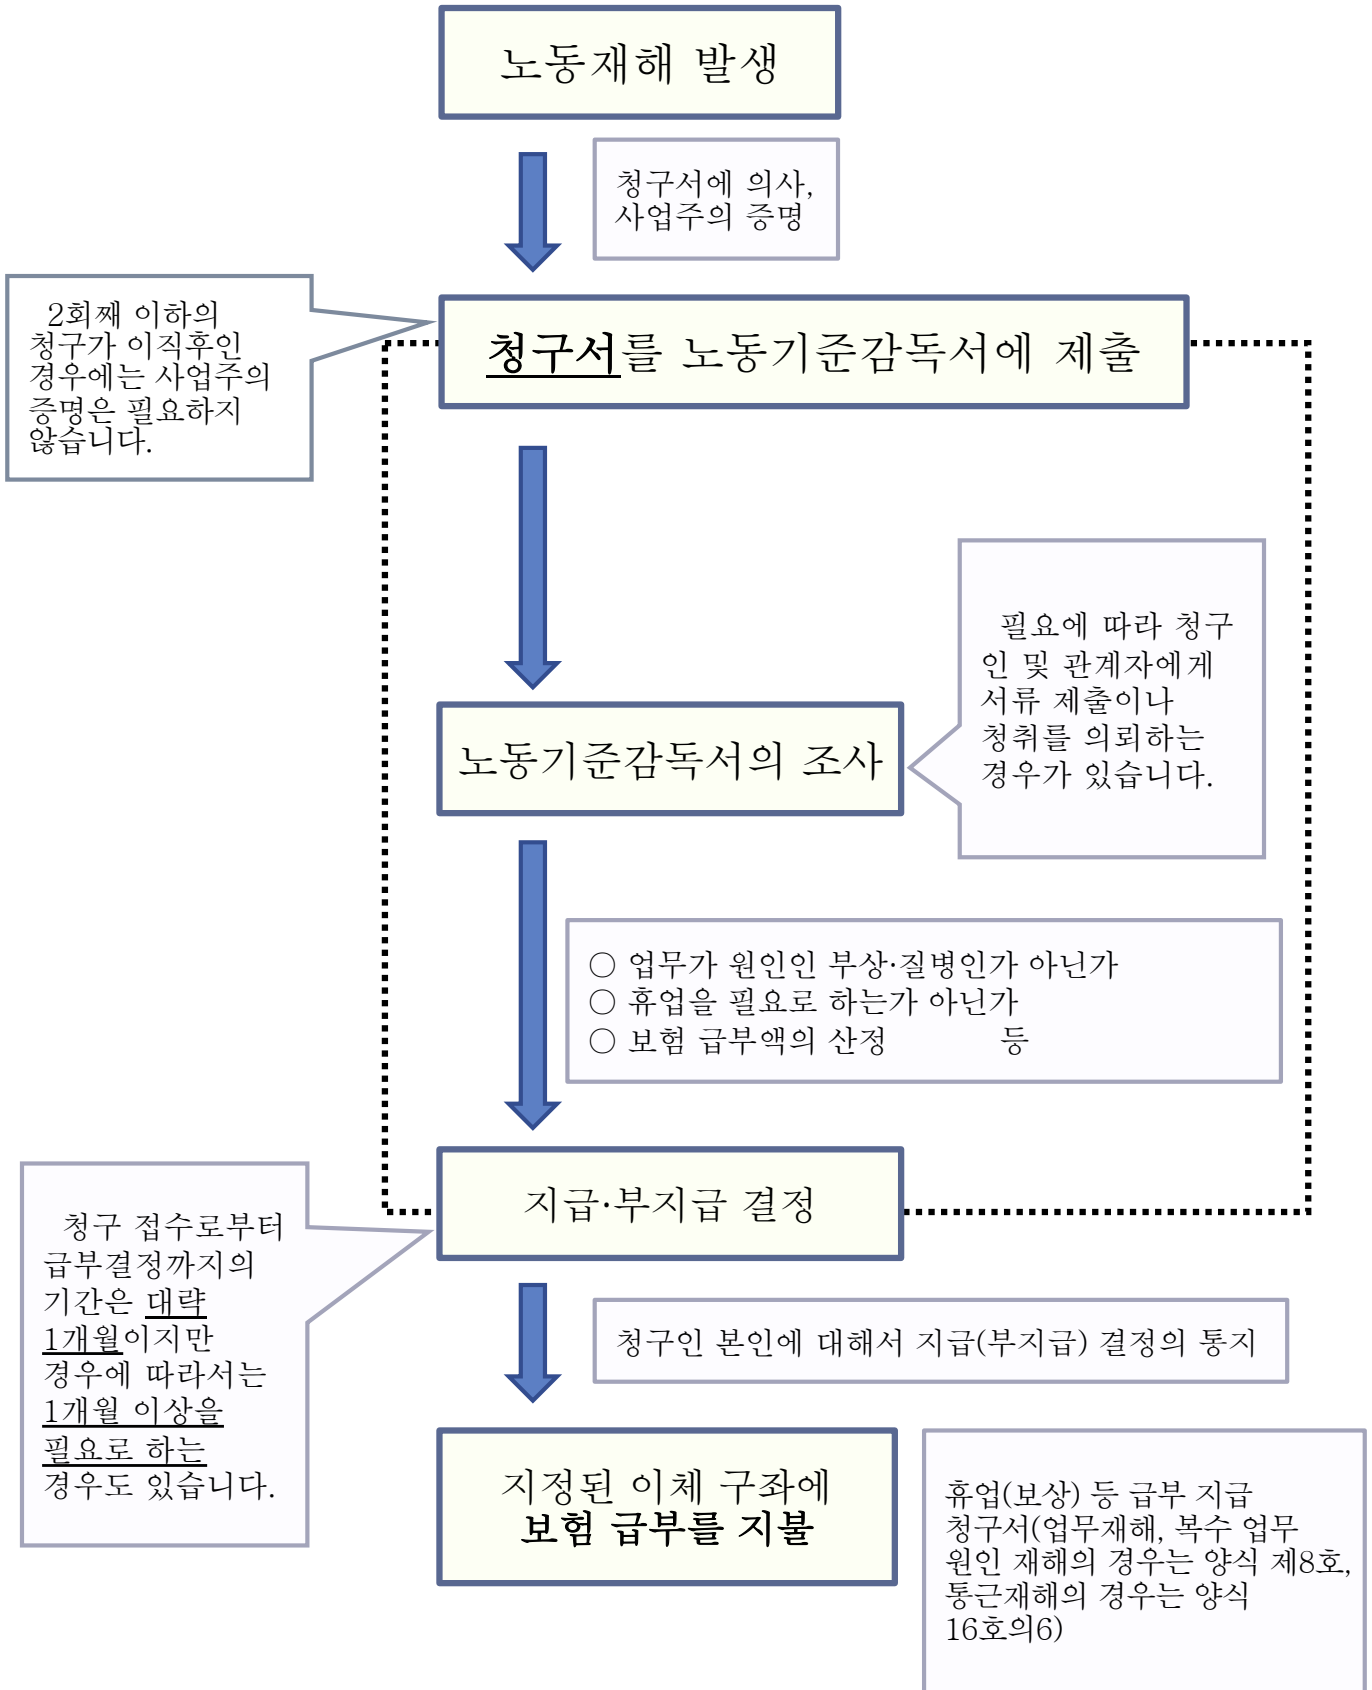 노동재해 발생
청구서에 의사,
사업주의 증명
2회째 이하의
청구가 이직후인
경우에는 사업주의
증명은 필요하지
않습니다.
청구서를 노동기준감독서에 제출
필요에 따라 청구
인 및 관계자에게
서류 제출이나
청취를 의뢰하는
경우가 있습니다.
노동기준감독서의 조사
○ 업무가 원인인 부상·질병인가 아닌가
○ 휴업을 필요로 하는가 아닌가
○ 보험 급부액의 산정 등
지급·부지급 결정
청구 접수로부터
급부결정까지의
기간은 대략
1개월이지만
경우에 따라서는
1개월 이상을
필요로 하는
경우도 있습니다.
청구인 본인에 대해서 지급(부지급) 결정의 통지
지정된 이체 구좌에
보험 급부를 지불
휴업(보상) 등 급부 지급
청구서(업무재해, 복수 업무
원인 재해의 경우는 양식 제8호,
통근재해의 경우는 양식
16호의6)